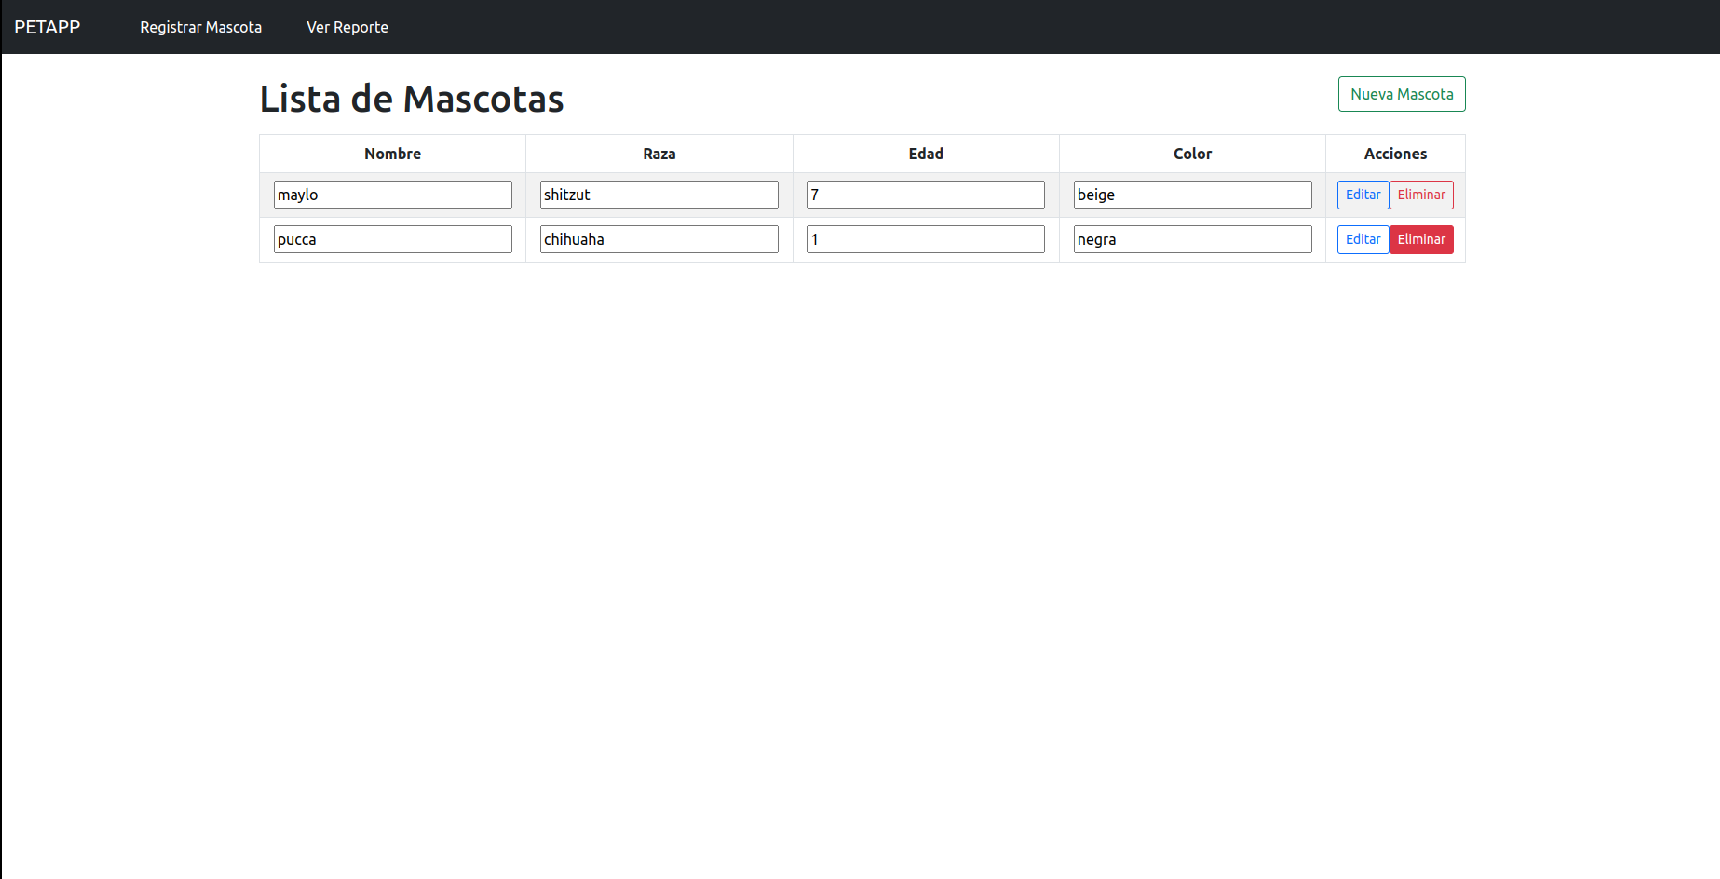 PETAPP Registrar Mascota Ver Reporte
Lista de Mascotas Nueva Mascota
Nombre Raza Edad Color Acciones
maylo shitzut 7 beige Editar Eliminar
pucca chihuaha 1 negra Editar Eliminar